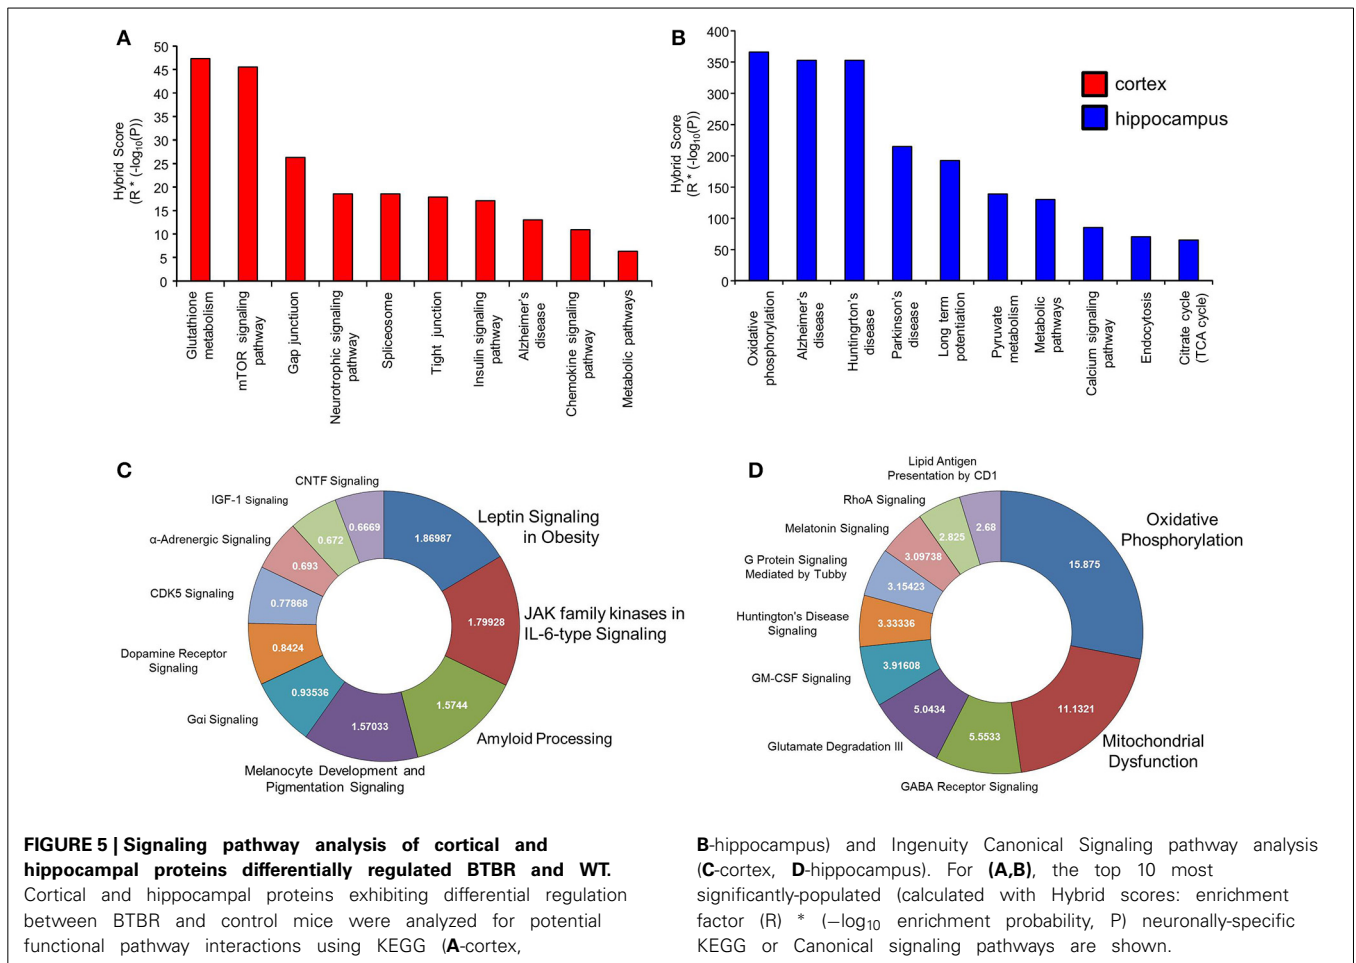 A
50
45
40
35
30
25
20
15
10
5
0
Hybrid Score
(R * (-log10(P))
Glutathione
metabolism
mTOR signaling
pathway
Gap junctiuon
Neurotrophic signaling
pathway
Spliceosome
Tight junction
Insulin signaling
pathway
Alzheimer's
disease
Chemokine signaling
pathway
Metabolic pathways
B
400
350
300
250
200
150
100
50
0
Hybrid Score
(R * (-log10(P))
cortex
hippocampus
Oxidative
phosphorylation
Alzheimer's
disease
Huntingrton's
disease
Parkinson's
disease
Long term
potentiation
Pyruvate
metabolism
Metabolic
pathways
Calcium signaling
pathway
Endocytosis
Citrate cycle
(TCA cycle)
C
CNTF Signaling
IGF-1 Signaling
α-Adrenergic Signaling
CDK5 Signaling
Dopamine Receptor
Signaling
Gαi Signaling
Melanocyte Development and
Pigmentation Signaling
Amyloid Processing
JAK family kinases in
IL-6-type Signaling
Leptin Signaling
in Obesity
0.6669
0.672
0.693
0.77868
0.8424
0.93536
1.57033
1.5744
1.79928
1.86987
D
Lipid Antigen
Presentation by CD1
RhoA Signaling
Melatonin Signaling
G Protein Signaling
Mediated by Tubby
Huntington's Disease
Signaling
GM-CSF Signaling
Glutamate Degradation III
GABA Receptor Signaling
Mitochondrial
Dysfunction
Oxidative
Phosphorylation
2.68
2.825
3.09738
3.15423
3.33336
3.91608
5.0434
5.5533
11.1321
15.875
FIGURE 5 | Signaling pathway analysis of cortical and
hippocampal proteins differentially regulated BTBR and WT.
Cortical and hippocampal proteins exhibiting differential regulation
between BTBR and control mice were analyzed for potential
functional pathway interactions using KEGG (A-cortex,
B-hippocampus) and Ingenuity Canonical Signaling pathway analysis
(C-cortex, D-hippocampus). For (A,B), the top 10 most
significantly-populated (calculated with Hybrid scores: enrichment
factor (R) * (−log10 enrichment probability, P) neuronally-specific
KEGG or Canonical signaling pathways are shown.